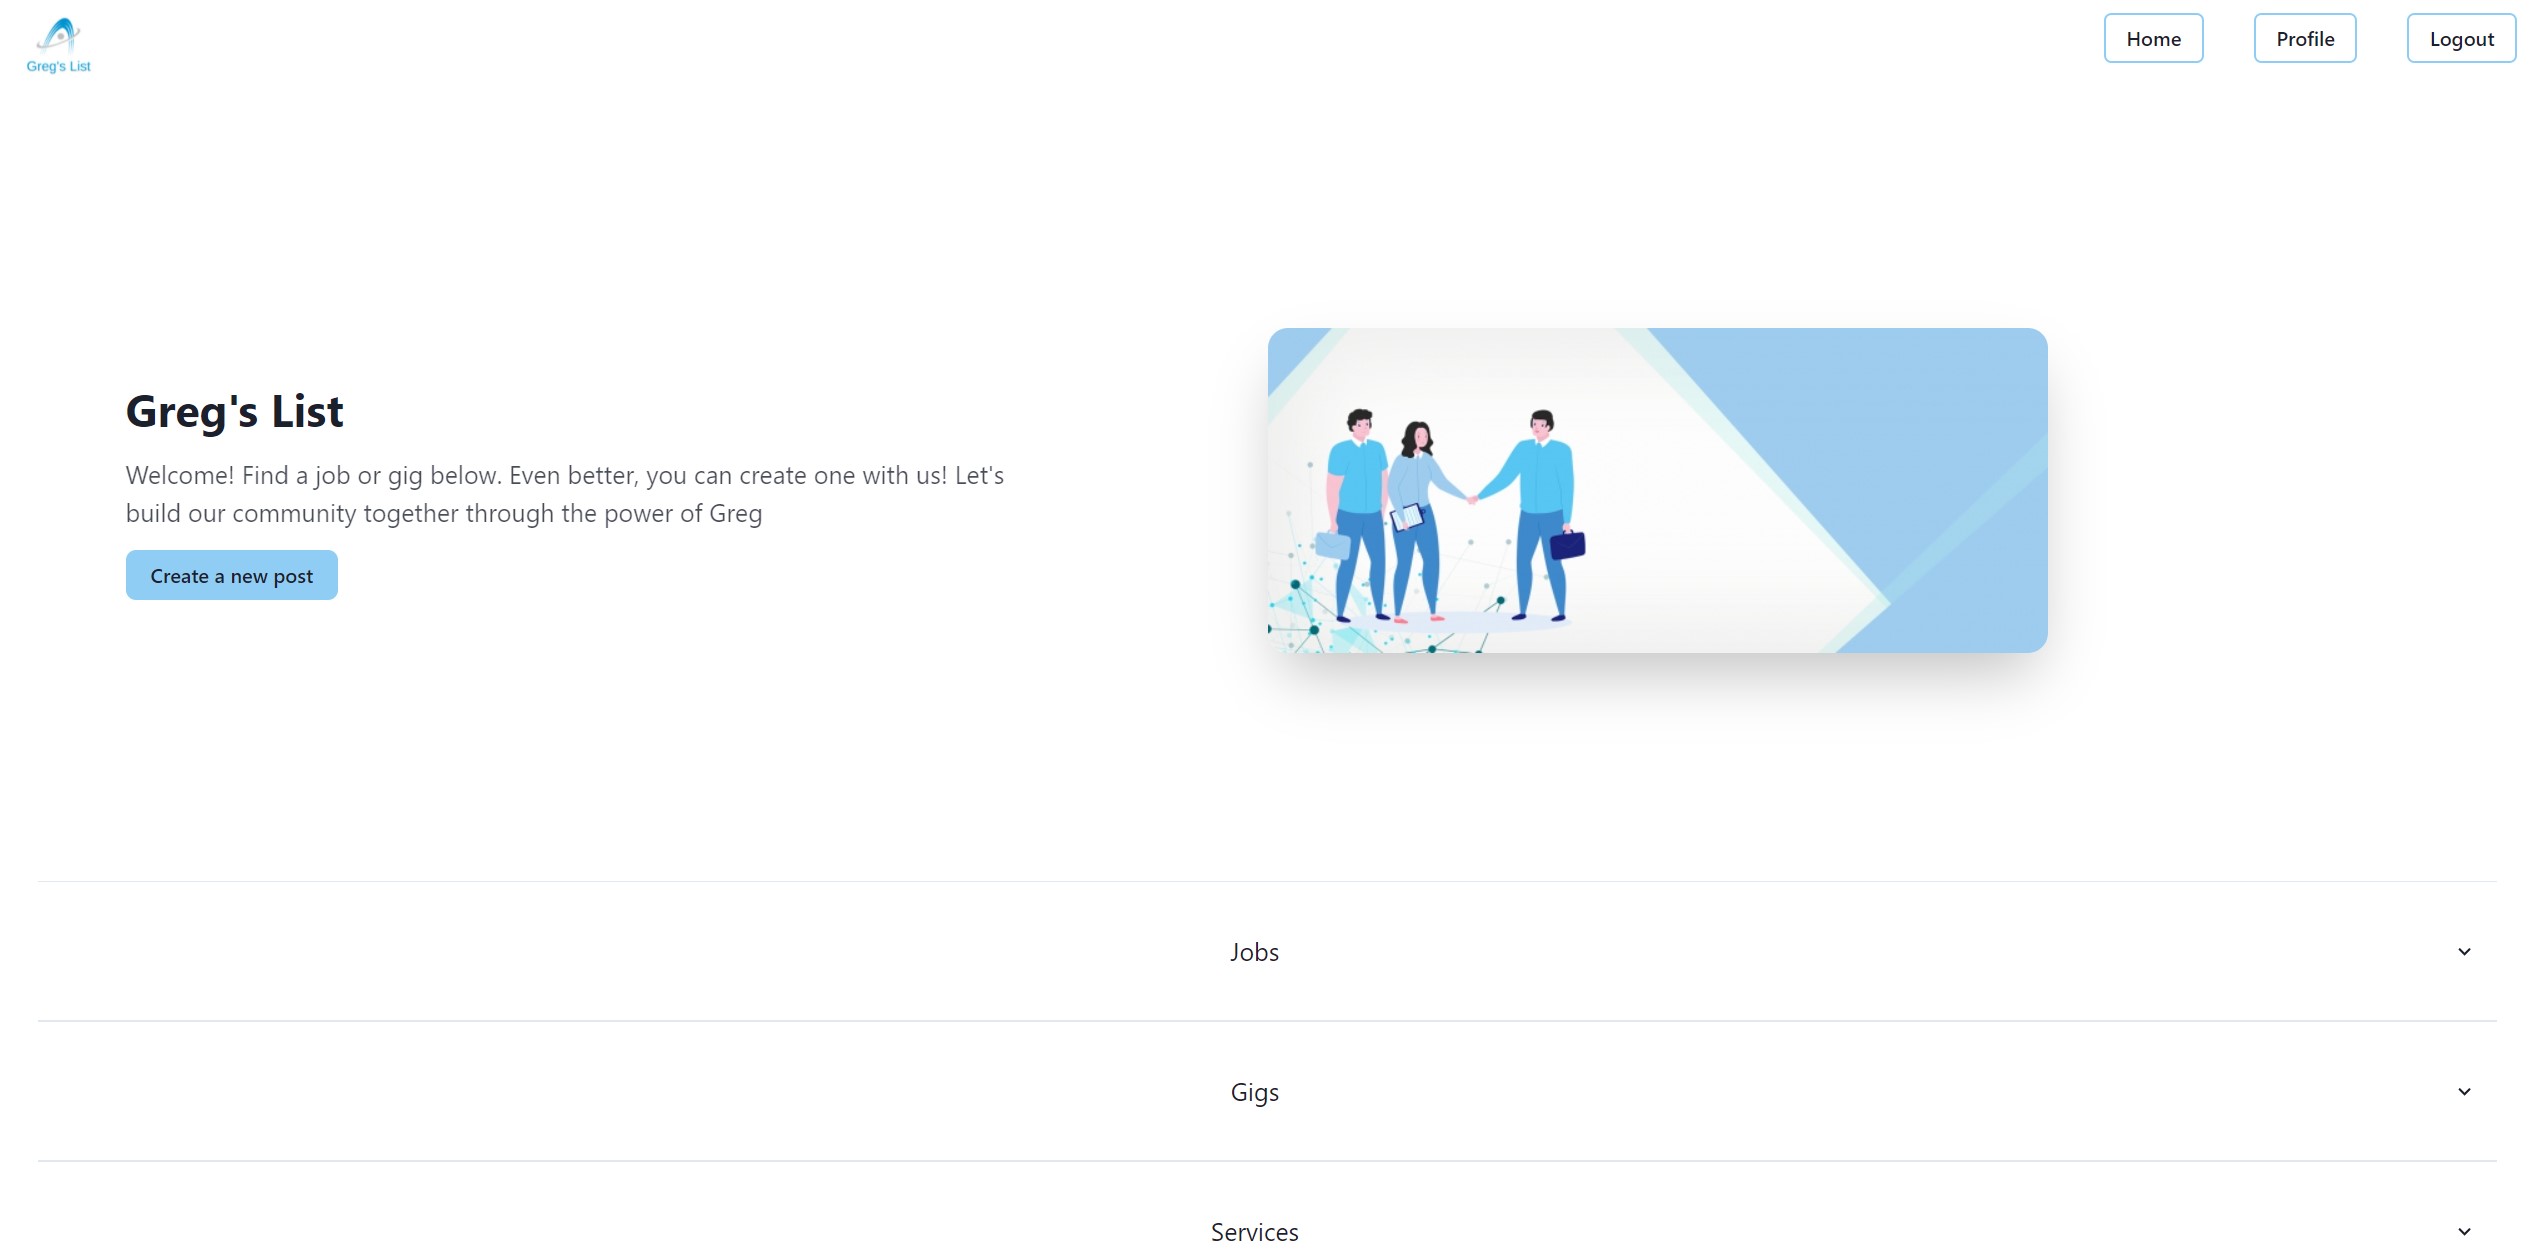 Greg's List
Home
Profile
Logout
Greg's List
Welcome! Find a job or gig below. Even better, you can create one with us! Let's
build our community together through the power of Greg
Create a new post
Jobs
Gigs
Services